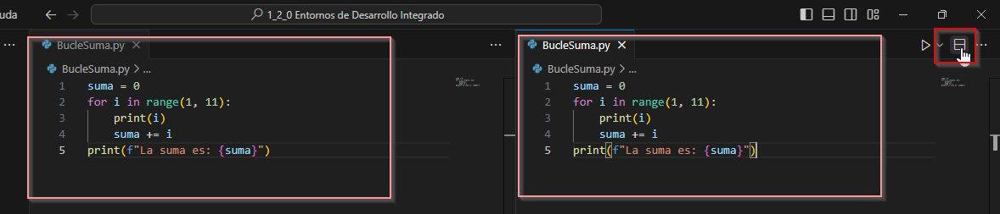 uda
1_2_0 Entornos de Desarrollo Integrado
BucleSuma.py
BucleSuma.py > ...
1 suma = 0
2 for i in range(1, 11):
3 print(i)
4 suma += i
5 print(f"La suma es: {suma}")
BucleSuma.py
BucleSuma.py > ...
1 suma = 0
2 for i in range(1, 11):
3 print(i)
4 suma += i
5 print(f"La suma es: {suma}")